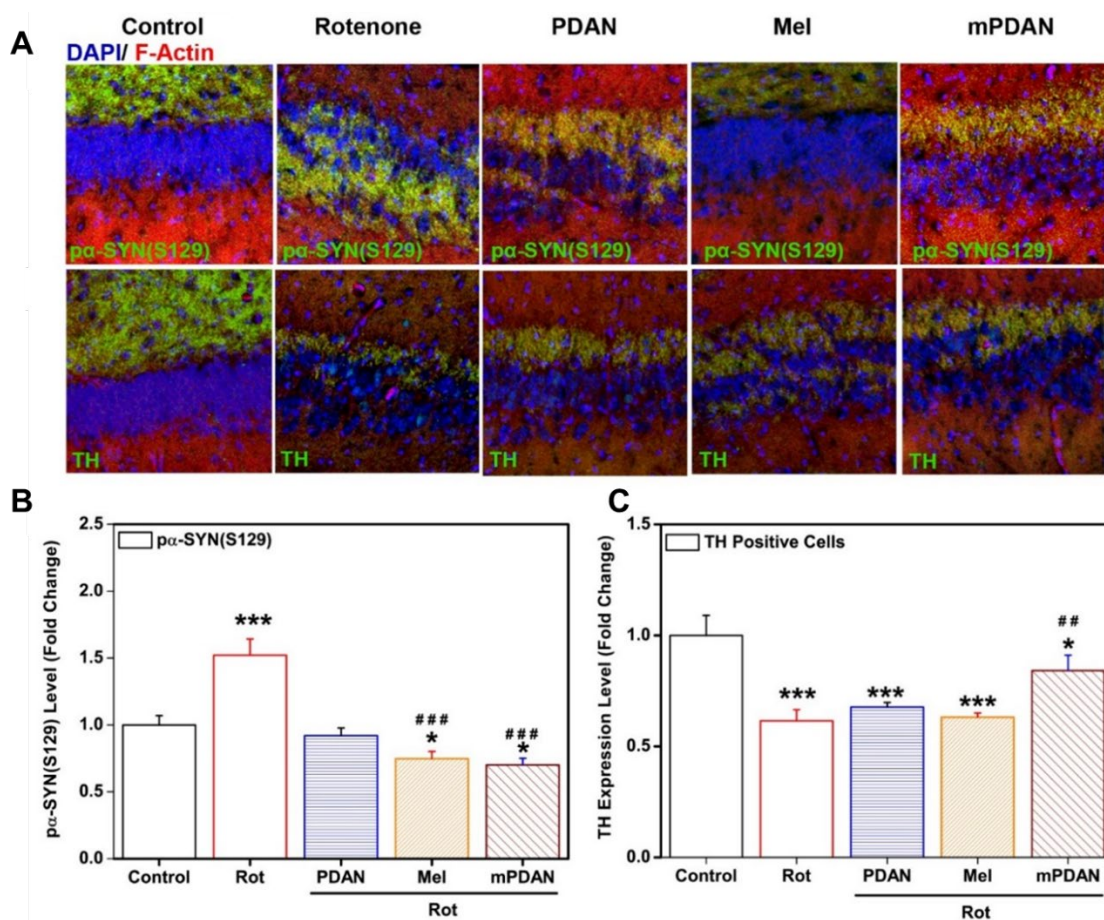 Control Rotenone PDAN Mel mPDAN
A
DAPI/ F-Actin
pα-SYN(S129) pα-SYN(S129) pα-SYN(S129) pα-SYN(S129) pα-SYN(S129)
TH TH TH TH TH
B
pα-SYN(S129) Level (Fold Change)
2.5
2.0
1.5
1.0
0.5
0.0
pα-SYN(S129)
***
###
*
###
*
Control Rot PDAN Mel mPDAN
Rot
C
TH Expression Level (Fold Change)
1.5
1.0
0.5
0.0
TH Positive Cells
***
***
***
##
*
Control Rot PDAN Mel mPDAN
Rot